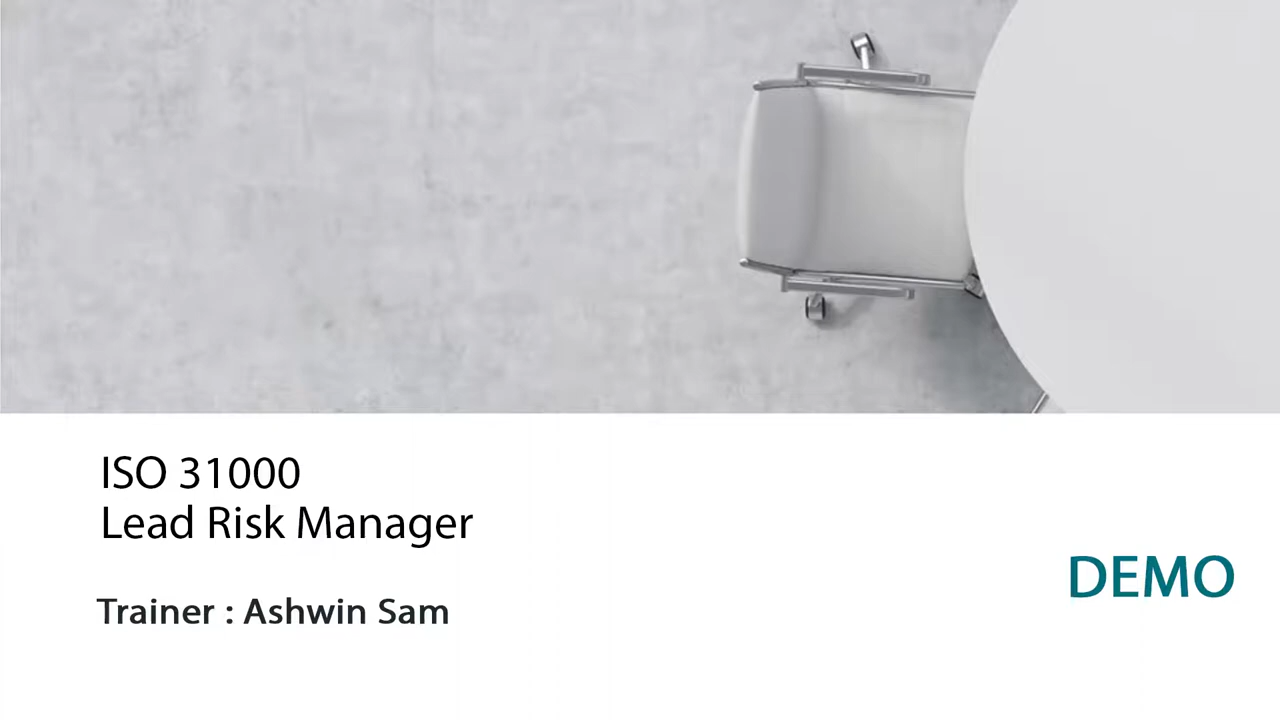 ISO 31000
Lead Risk Manager
DEMO
Trainer : Ashwin Sam